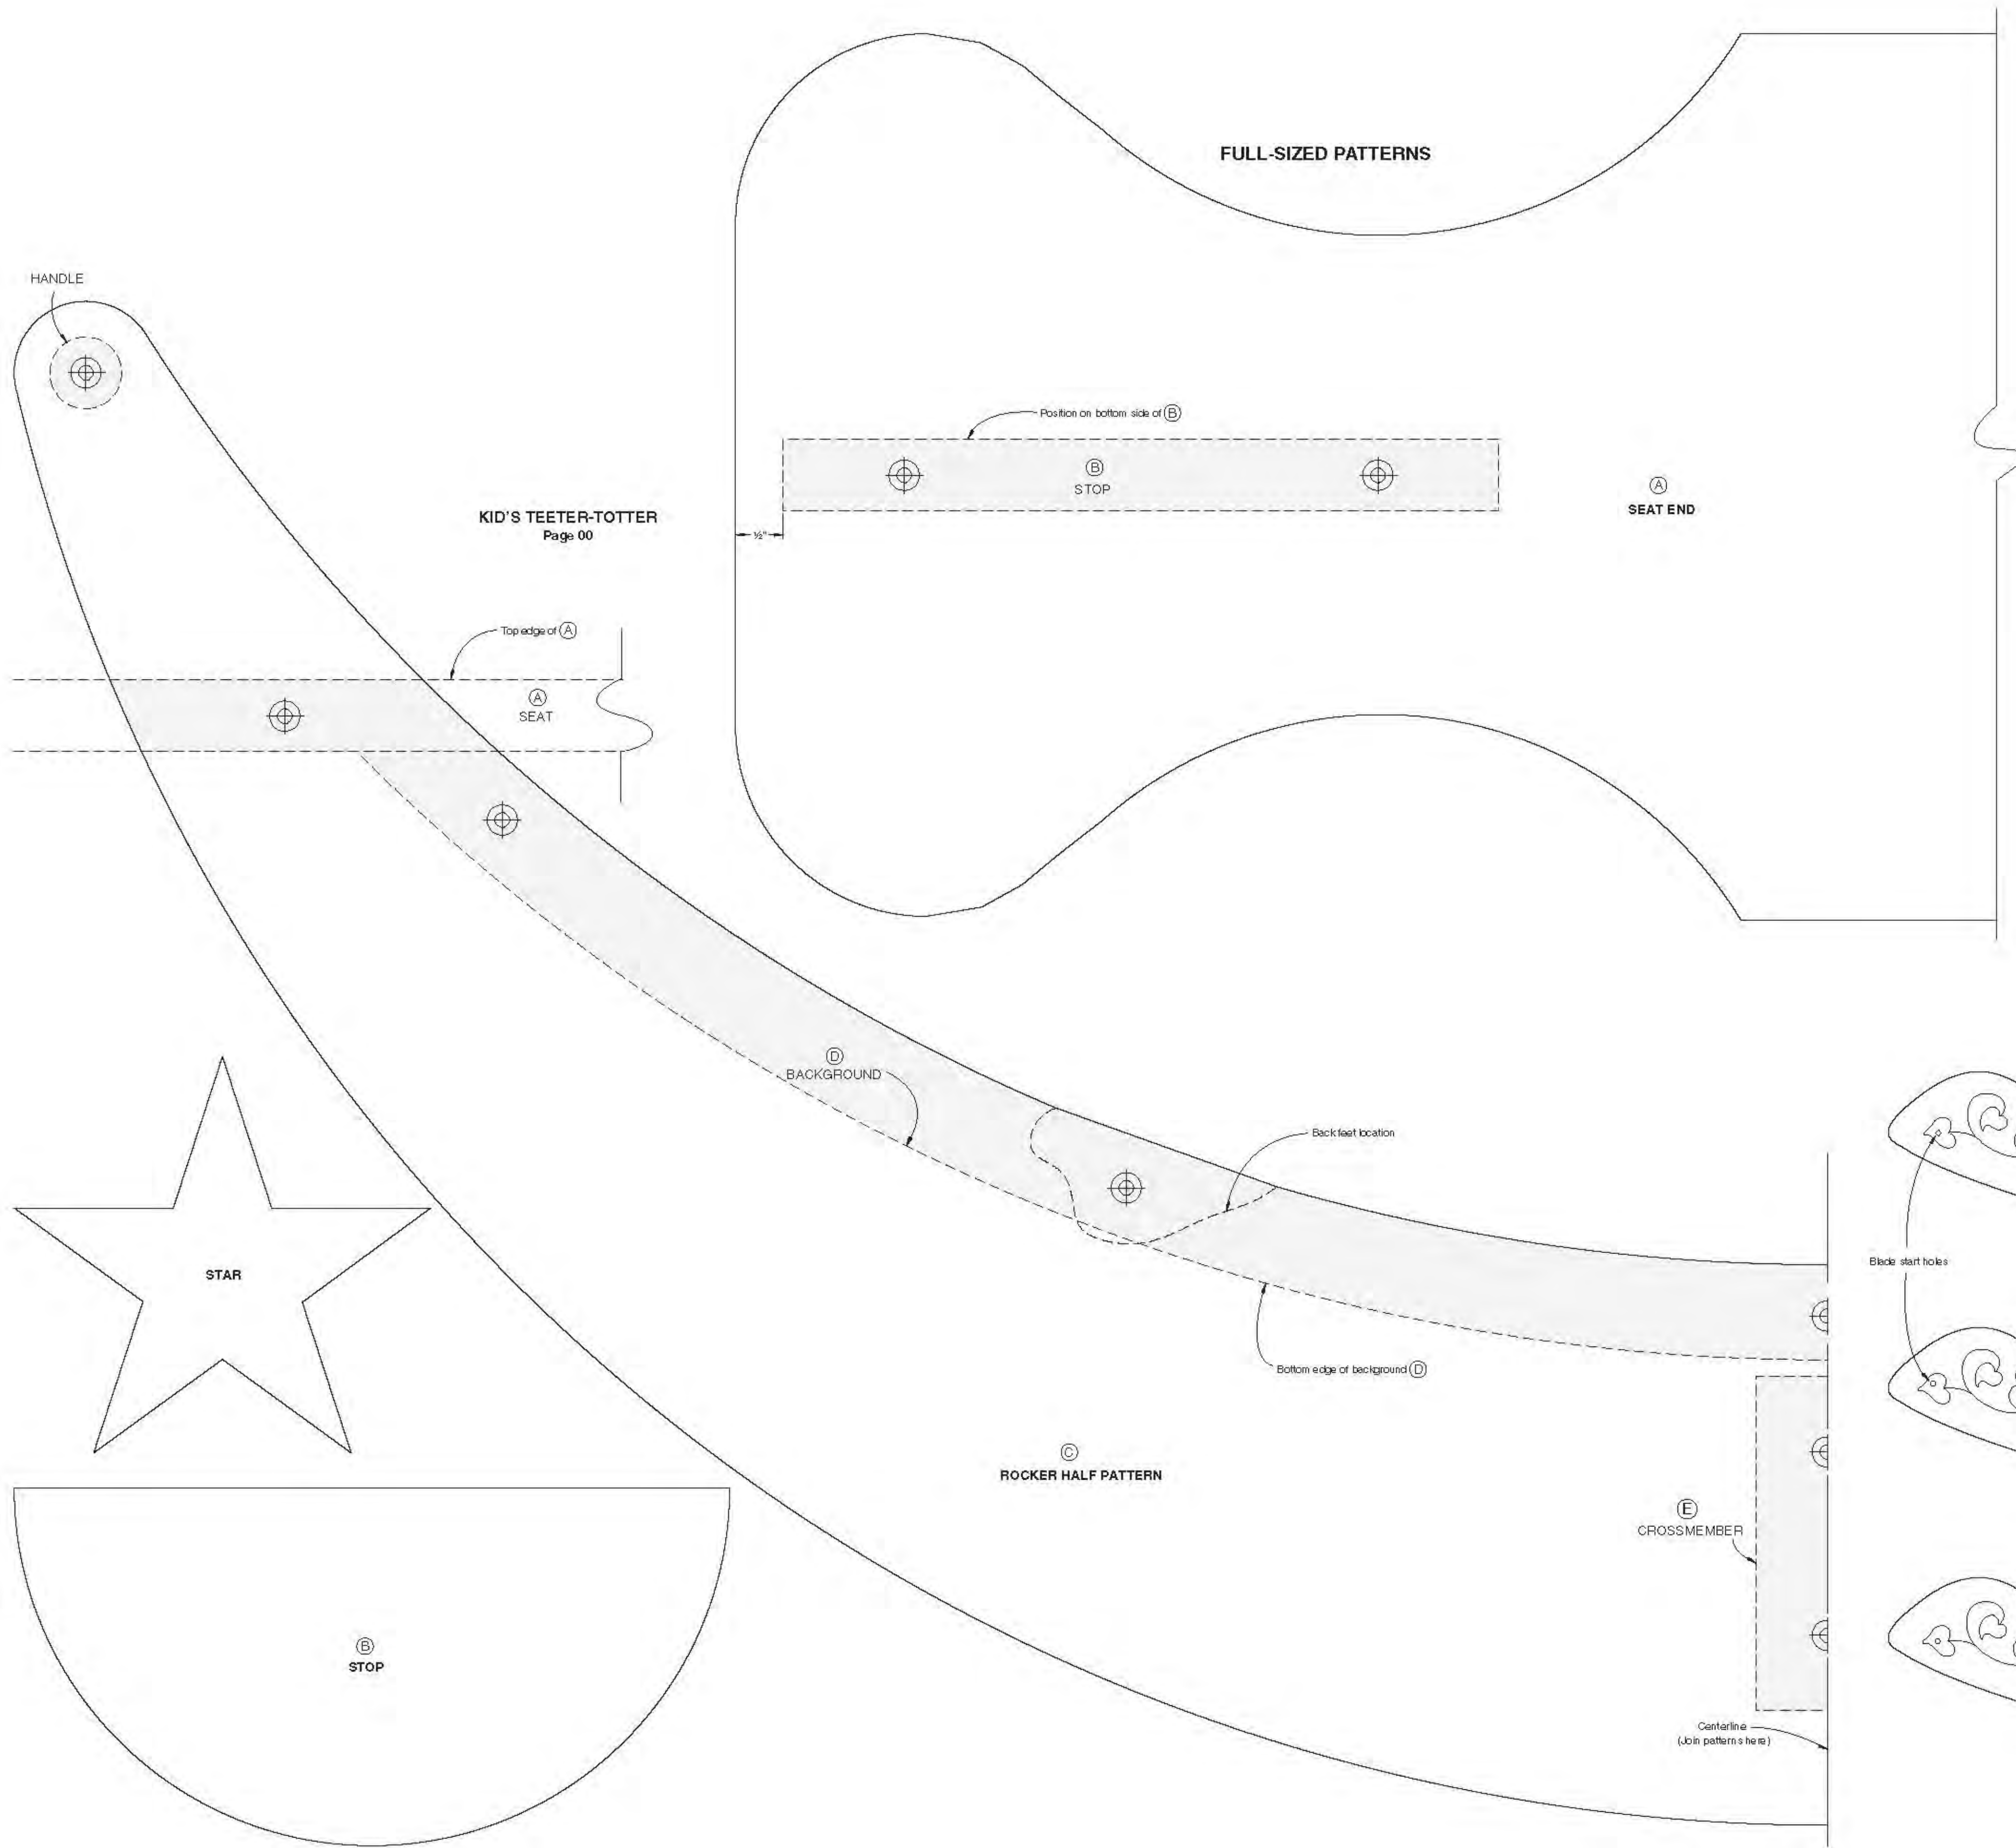 FULL-SIZED PATTERNS
HANDLE
Position on bottom side of Ⓑ
Ⓑ
STOP
Ⓐ
SEAT END
KID'S TEETER-TOTTER
Page 00
½"
Top edge of Ⓐ
Ⓐ
SEAT
Ⓓ
BACKGROUND
Back feet location
STAR
Blade start holes
Bottom edge of background Ⓓ
Ⓒ
ROCKER HALF PATTERN
Ⓔ
CROSSMEMBER
Ⓑ
STOP
Centerline
(Join patterns here)